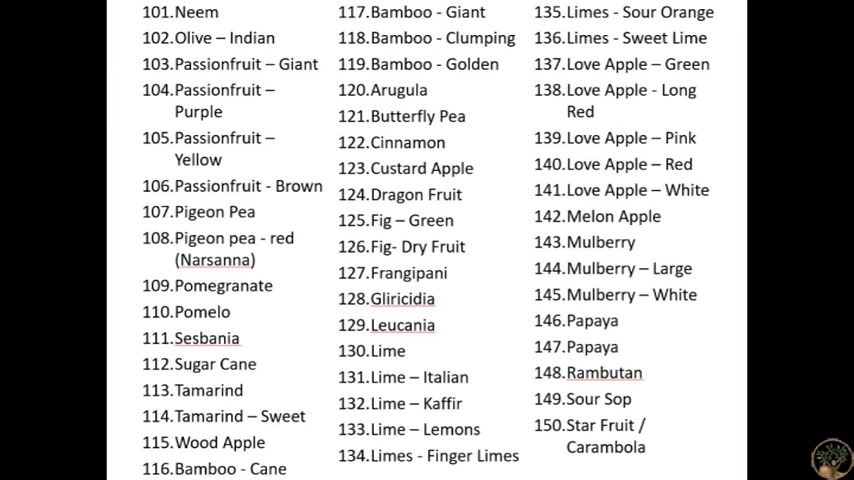 101.Neem
102.Olive – Indian
103.Passionfruit – Giant
104.Passionfruit –
Purple
105.Passionfruit –
Yellow
106.Passionfruit - Brown
107.Pigeon Pea
108.Pigeon pea - red
(Narsanna)
109.Pomegranate
110.Pomelo
111.Sesbania
112.Sugar Cane
113.Tamarind
114.Tamarind – Sweet
115.Wood Apple
116.Bamboo - Cane
117.Bamboo - Giant
118.Bamboo - Clumping
119.Bamboo - Golden
120.Arugula
121.Butterfly Pea
122.Cinnamon
123.Custard Apple
124.Dragon Fruit
125.Fig – Green
126.Fig- Dry Fruit
127.Frangipani
128.Gliricidia
129.Leucania
130.Lime
131.Lime – Italian
132.Lime – Kaffir
133.Lime – Lemons
134.Limes - Finger Limes
135.Limes - Sour Orange
136.Limes - Sweet Lime
137.Love Apple – Green
138.Love Apple - Long
Red
139.Love Apple – Pink
140.Love Apple – Red
141.Love Apple – White
142.Melon Apple
143.Mulberry
144.Mulberry – Large
145.Mulberry – White
146.Papaya
147.Papaya
148.Rambutan
149.Sour Sop
150.Star Fruit /
Carambola